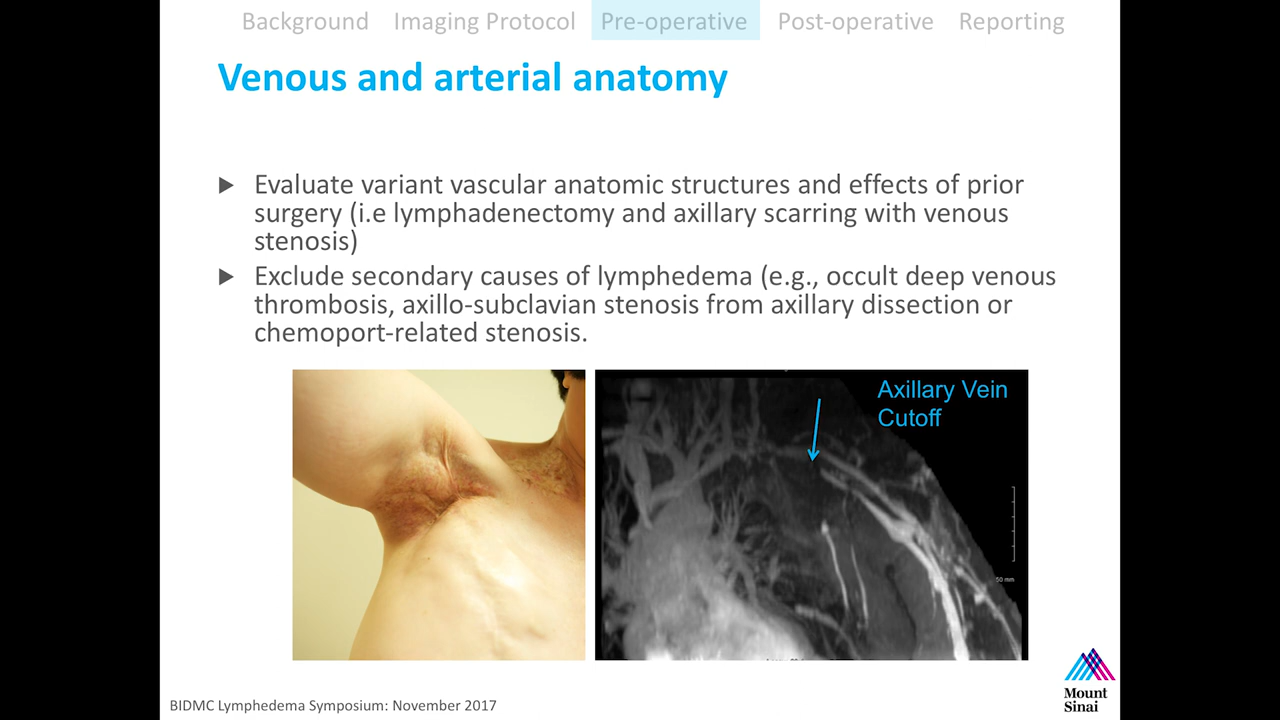 Background Imaging Protocol Pre-operative Post-operative Reporting
Venous and arterial anatomy
Evaluate variant vascular anatomic structures and effects of prior
surgery (i.e lymphadenectomy and axillary scarring with venous
stenosis)
Exclude secondary causes of lymphedema (e.g., occult deep venous
thrombosis, axillo-subclavian stenosis from axillary dissection or
chemoport-related stenosis.
Axillary Vein
Cutoff
50 mm
Mount
Sinai
BIDMC Lymphedema Symposium: November 2017